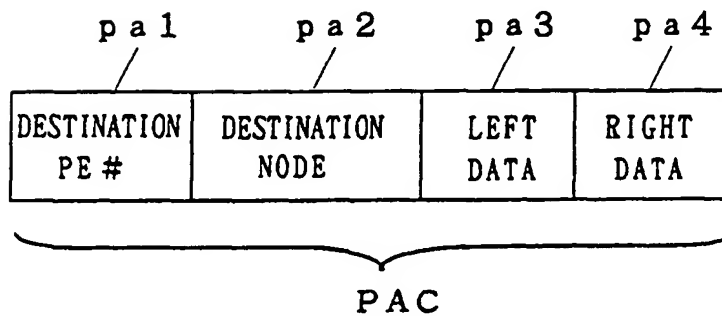 pa1 pa2 pa3 pa4
DESTINATION PE# DESTINATION NODE LEFT DATA RIGHT DATA
PAC